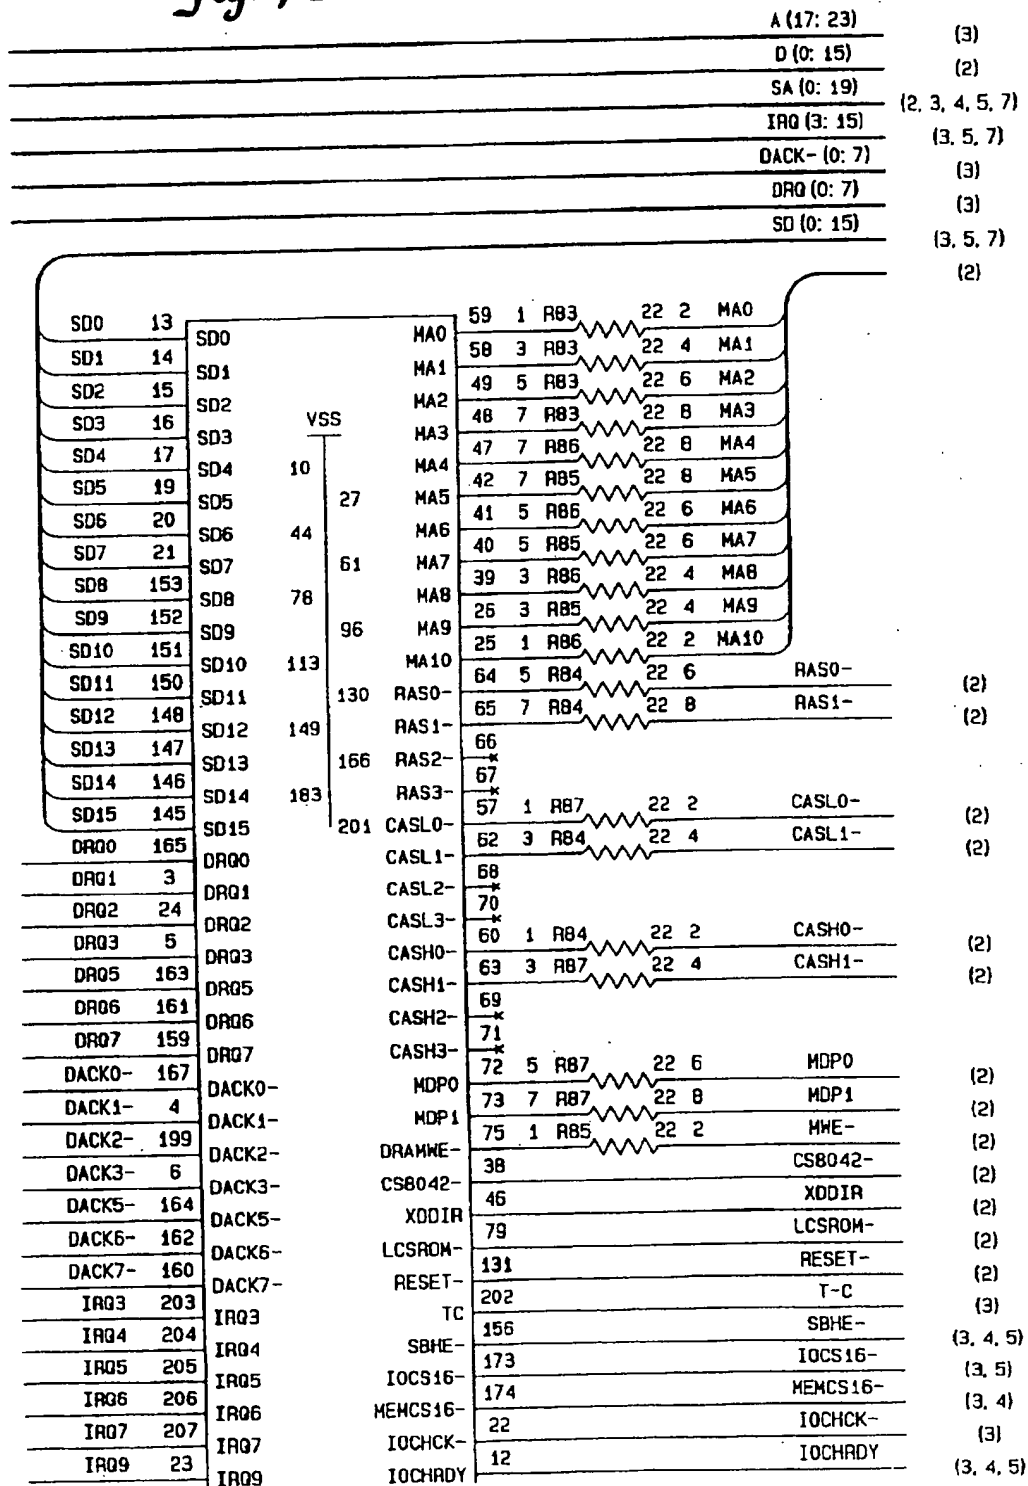 A (17: 23) (3)
D (0: 15) (2)
SA (0: 19) (2, 3, 4, 5, 7)
IRQ (3: 15) (3, 5, 7)
DACK- (0: 7) (3)
DRQ (0: 7) (3)
SD (0: 15) (3, 5, 7)
(2)
SD0 13 SD0 MA0 59 1 R83 22 2 MA0
SD1 14 SD1 MA1 58 3 R83 22 4 MA1
SD2 15 SD2 MA2 49 5 R83 22 6 MA2
SD3 16 SD3 VSS MA3 48 7 R83 22 8 MA3
SD4 17 SD4 10 MA4 47 7 R86 22 8 MA4
SD5 19 SD5 27 MA5 42 7 R85 22 8 MA5
SD6 20 SD6 44 MA6 41 5 R86 22 6 MA6
SD7 21 SD7 61 MA7 40 5 R85 22 6 MA7
SD8 153 SD8 78 MA8 39 3 R86 22 4 MA8
SD9 152 SD9 96 MA9 26 3 R85 22 4 MA9
SD10 151 SD10 113 MA10 25 1 R86 22 2 MA10
SD11 150 SD11 130 RAS0- 64 5 R84 22 6 RAS0- (2)
SD12 148 SD12 149 RAS1- 65 7 R84 22 8 RAS1- (2)
SD13 147 SD13 166 RAS2- 66
SD14 146 SD14 183 RAS3- 67
SD15 145 SD15 201 CASL0- 57 1 R87 22 2 CASL0- (2)
DRQ0 165 DRQ0 CASL1- 62 3 R84 22 4 CASL1- (2)
DRQ1 3 DRQ1 CASL2- 68
DRQ2 24 DRQ2 CASL3- 70
DRQ3 5 DRQ3 CASH0- 60 1 R84 22 2 CASH0- (2)
DRQ5 163 DRQ5 CASH1- 63 3 R87 22 4 CASH1- (2)
DRQ6 161 DRQ6 CASH2- 69
DRQ7 159 DRQ7 CASH3- 71
DACK0- 167 DACK0- MDP0 72 5 R87 22 6 MDP0 (2)
DACK1- 4 DACK1- MDP1 73 7 R87 22 8 MDP1 (2)
DACK2- 199 DACK2- DRAMWE- 75 1 R85 22 2 MWE- (2)
DACK3- 6 DACK3- CS8042- 38 CS8042- (2)
DACK5- 164 DACK5- XDDIR 46 XDDIR (2)
DACK6- 162 DACK6- LCSROM- 79 LCSROM- (2)
DACK7- 160 DACK7- RESET- 131 RESET- (2)
IRQ3 203 IRQ3 TC 202 T-C (3)
IRQ4 204 IRQ4 SBHE- 156 SBHE- (3, 4, 5)
IRQ5 205 IRQ5 IOCS16- 173 IOCS16- (3, 5)
IRQ6 206 IRQ6 MEMCS16- 174 MEMCS16- (3, 4)
IRQ7 207 IRQ7 IOCHCK- 22 IOCHCK- (3)
IRQ9 23 IRQ9 IOCHRDY 12 IOCHRDY (3, 4, 5)